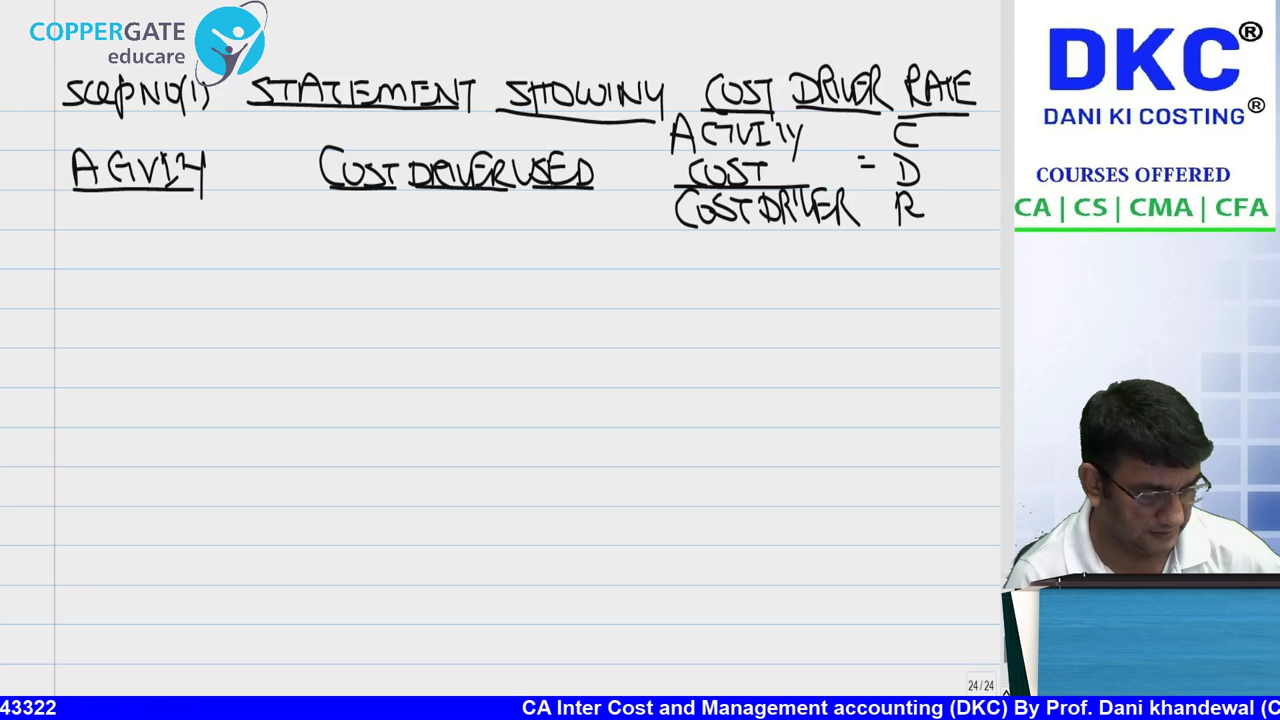 COPPERGATE
educare
STEP NO(1) STATEMENT SHOWING COST DRIVER RATE
ACTIVITY COST DRIVER USED ACTIVITY COST / COST DRIVER = C D R
DKC®
DANI KI COSTING®
COURSES OFFERED
CA | CS | CMA | CFA
24 / 24
43322 CA Inter Cost and Management accounting (DKC) By Prof. Dani khandewal (C